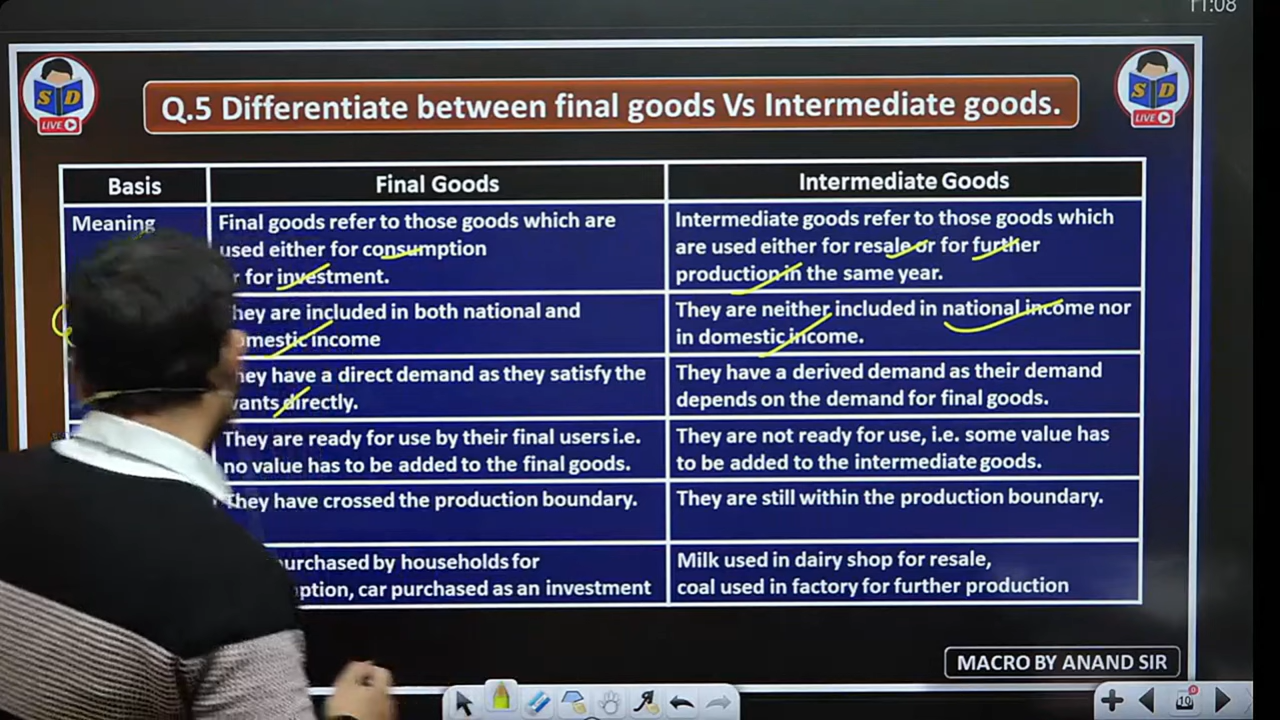 11:08
S D
LIVE
S D
LIVE
Q.5 Differentiate between final goods Vs Intermediate goods.
Basis
Final Goods
Intermediate Goods
Meaning
Final goods refer to those goods which are
used either for consumption
r for investment.
Intermediate goods refer to those goods which
are used either for resale or for further
production in the same year.
hey are included in both national and
omestic income
They are neither included in national income nor
in domestic income.
hey have a direct demand as they satisfy the
wants directly.
They have a derived demand as their demand
depends on the demand for final goods.
They are ready for use by their final users i.e.
no value has to be added to the final goods.
They are not ready for use, i.e. some value has
to be added to the intermediate goods.
They have crossed the production boundary.
They are still within the production boundary.
urchased by households for
ption, car purchased as an investment
Milk used in dairy shop for resale,
coal used in factory for further production
MACRO BY ANAND SIR
10